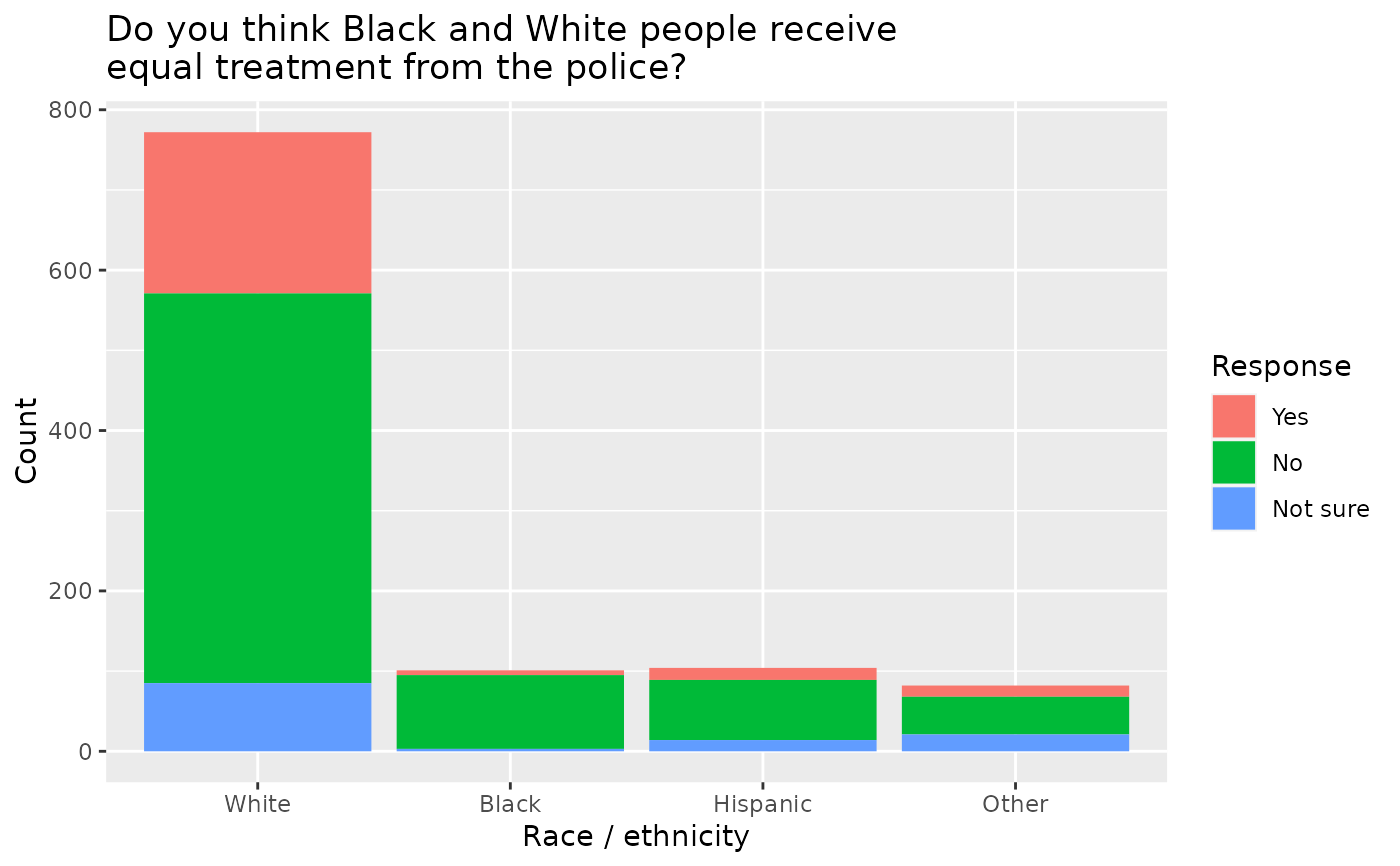 Do you think Black and White people receive
equal treatment from the police?
800
600
400
200
0
Count
White
Black
Hispanic
Other
Race / ethnicity
Response
Yes
No
Not sure